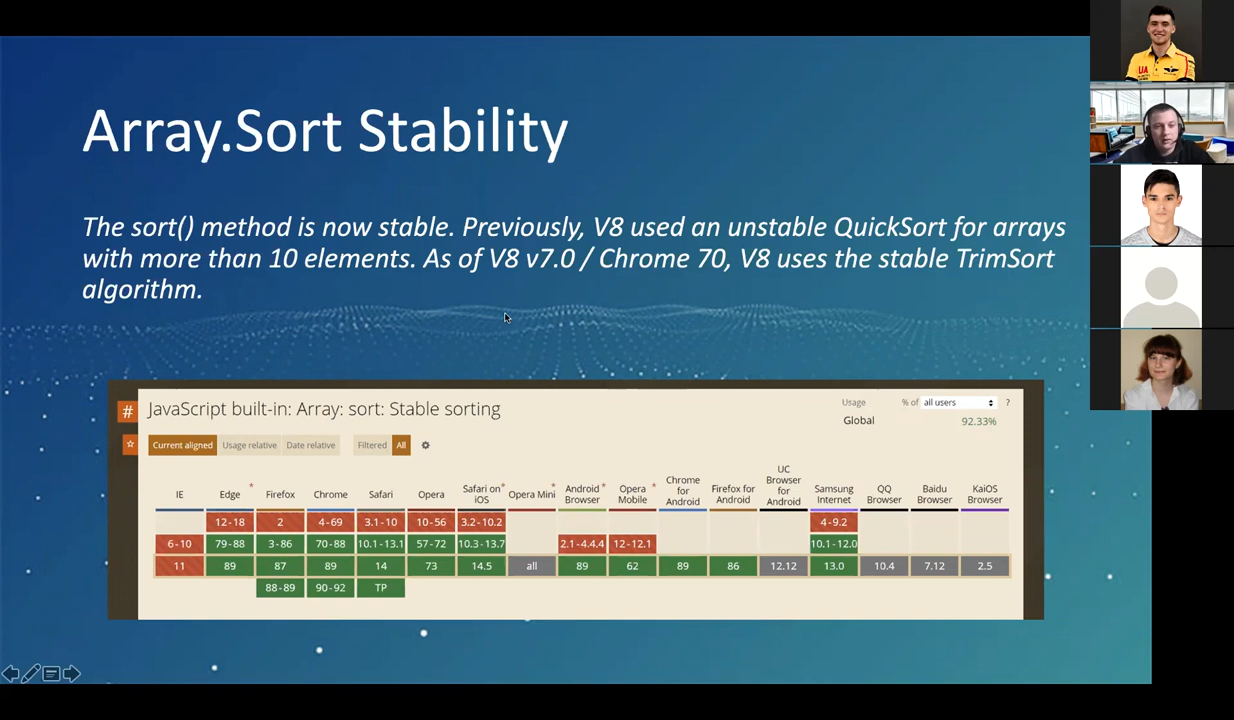 Array.Sort Stability
The sort() method is now stable. Previously, V8 used an unstable QuickSort for arrays
with more than 10 elements. As of V8 v7.0 / Chrome 70, V8 uses the stable TrimSort
algorithm.
#
JavaScript built-in: Array: sort: Stable sorting
Usage % of all users ?
Global 92.33%
Current aligned Usage relative Date relative Filtered All
IE Edge * Firefox Chrome Safari Opera Safari on iOS * Opera Mini * Android Browser * Opera Mobile * Chrome for Android Firefox for Android UC Browser for Android Samsung Internet QQ Browser Baidu Browser KaiOS Browser
12-18 2 4-69 3.1-10 10-56 3.2-10.2 4-9.2
6-10 79-88 3-86 70-88 10.1-13.1 57-72 10.3-13.7 2.1-4.4.4 12-12.1 10.1-12.0
11 89 87 89 14 73 14.5 all 89 62 89 86 12.12 13.0 10.4 7.12 2.5
88-89 90-92 TP
UA